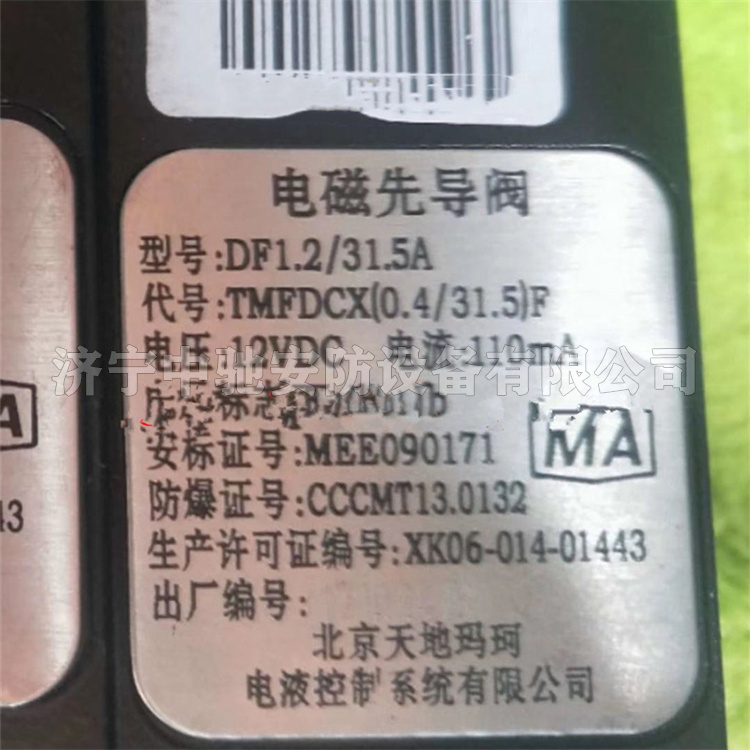 电磁先导阀
型号:DF1.2/31.5A
代号:TMFDCX(0.4/31.5)F
电压:12VDC 电流:110mA
济宁中驰安防设备有限公司
标志
安标证号:MEE090171
MA
防爆证号:CCCMT13.0132
生产许可证编号:XK06-014-01443
出厂编号:
北京天地玛珂
电液控制系统有限公司
A
43